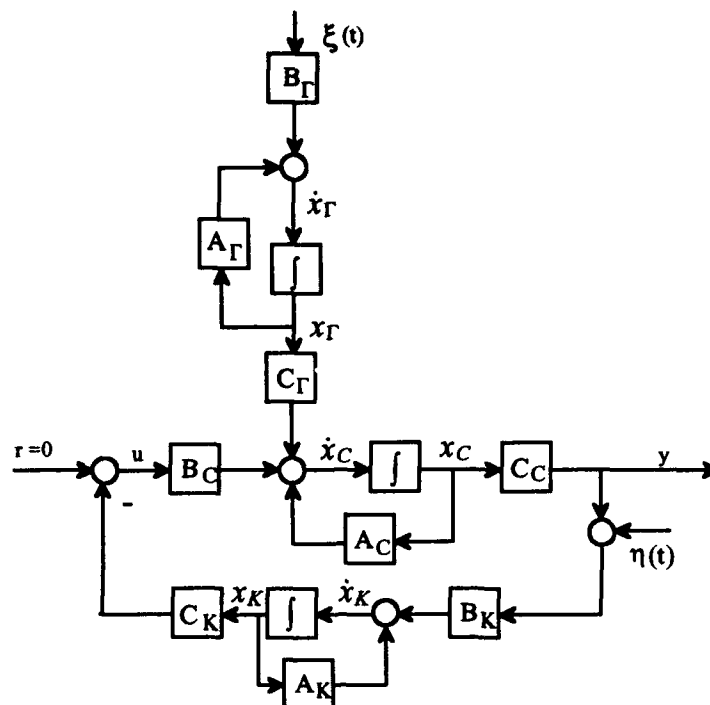 ξ(t)
B_Γ
ẋ_Γ
A_Γ
∫
x_Γ
C_Γ
r =0
u
B_C
ẋ_C
∫
x_C
C_C
y
-
A_C
η(t)
C_K
x_K
∫
ẋ_K
B_K
A_K